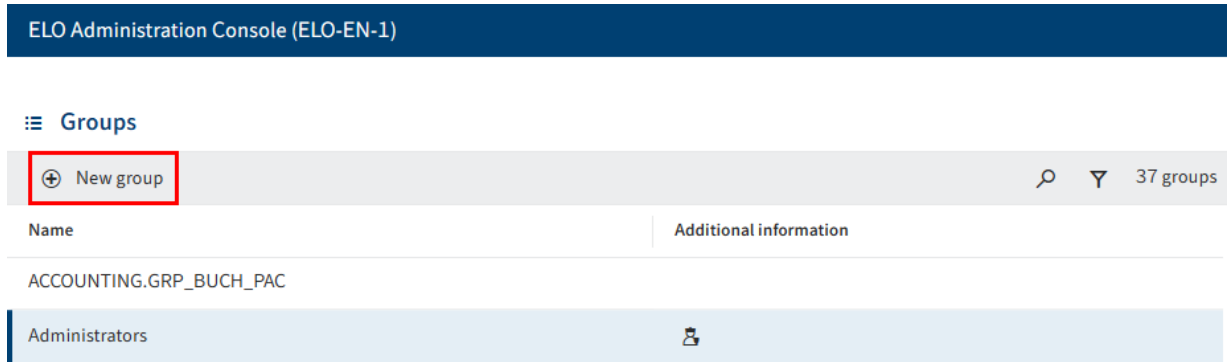 ELO Administration Console (ELO-EN-1)
Groups
New group 37 groups
Name Additional information
ACCOUNTING.GRP_BUCH_PAC
Administrators